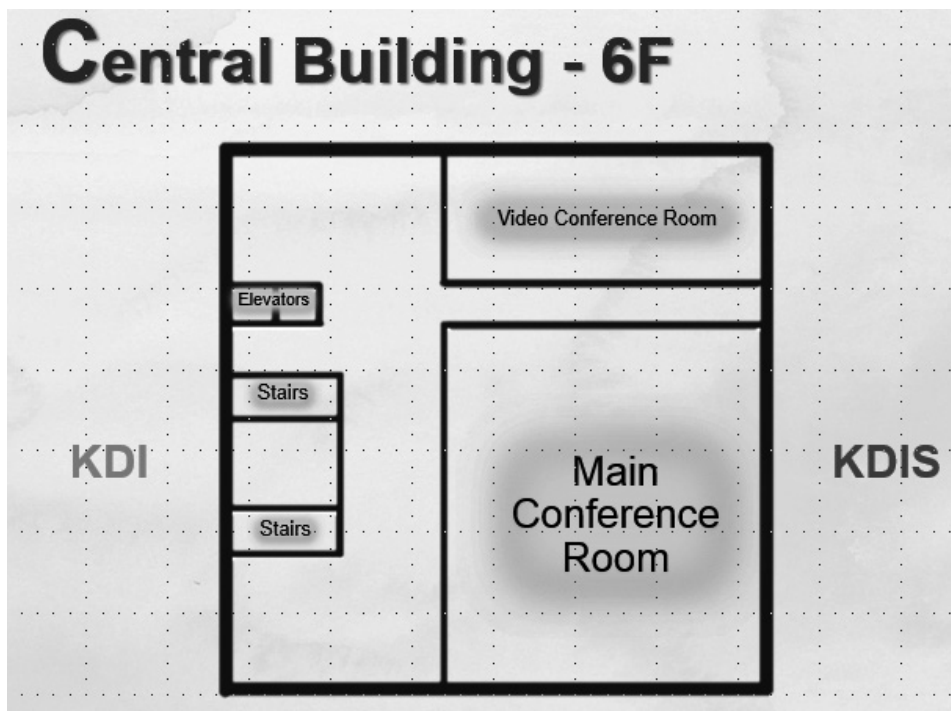 Central Building - 6F
Video Conference Room
Elevators
Stairs
KDI
KDIS
Main
Conference
Room
Stairs